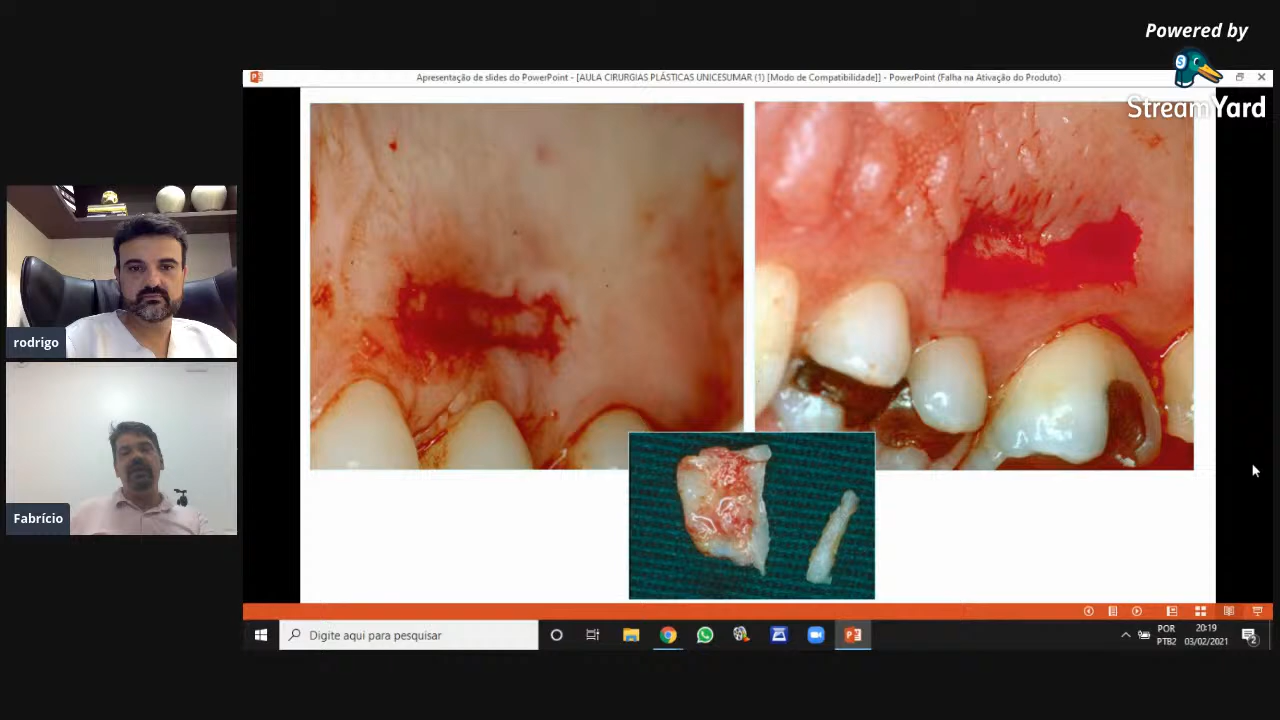 Powered by
StreamYard
Apresentação de slides do PowerPoint - [AULA CIRURGIAS PLÁSTICAS UNICESUMAR (1) [Modo de Compatibilidade]] - PowerPoint (Falha na Ativação do Produto)
rodrigo
Fabrício
Digite aqui para pesquisar
POR
PTB2
20:19
03/02/2021
2